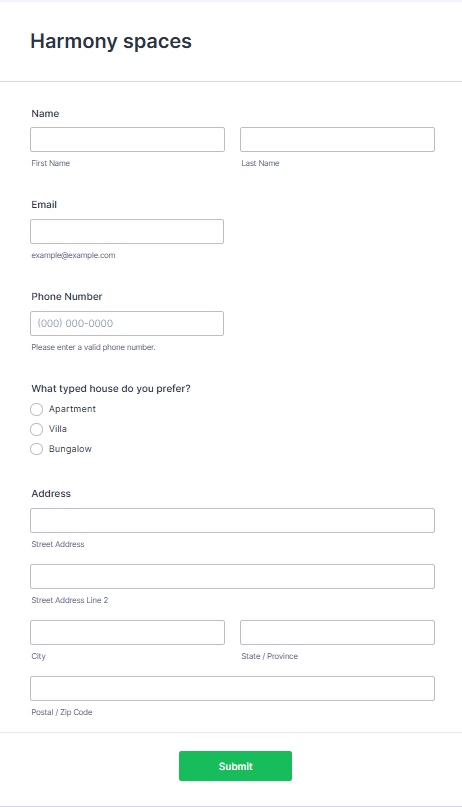 Harmony spaces
Name
First Name Last Name
Email
example@example.com
Phone Number
(000) 000-0000
Please enter a valid phone number.
What typed house do you prefer?
Apartment
Villa
Bungalow
Address
Street Address
Street Address Line 2
City State / Province
Postal / Zip Code
Submit